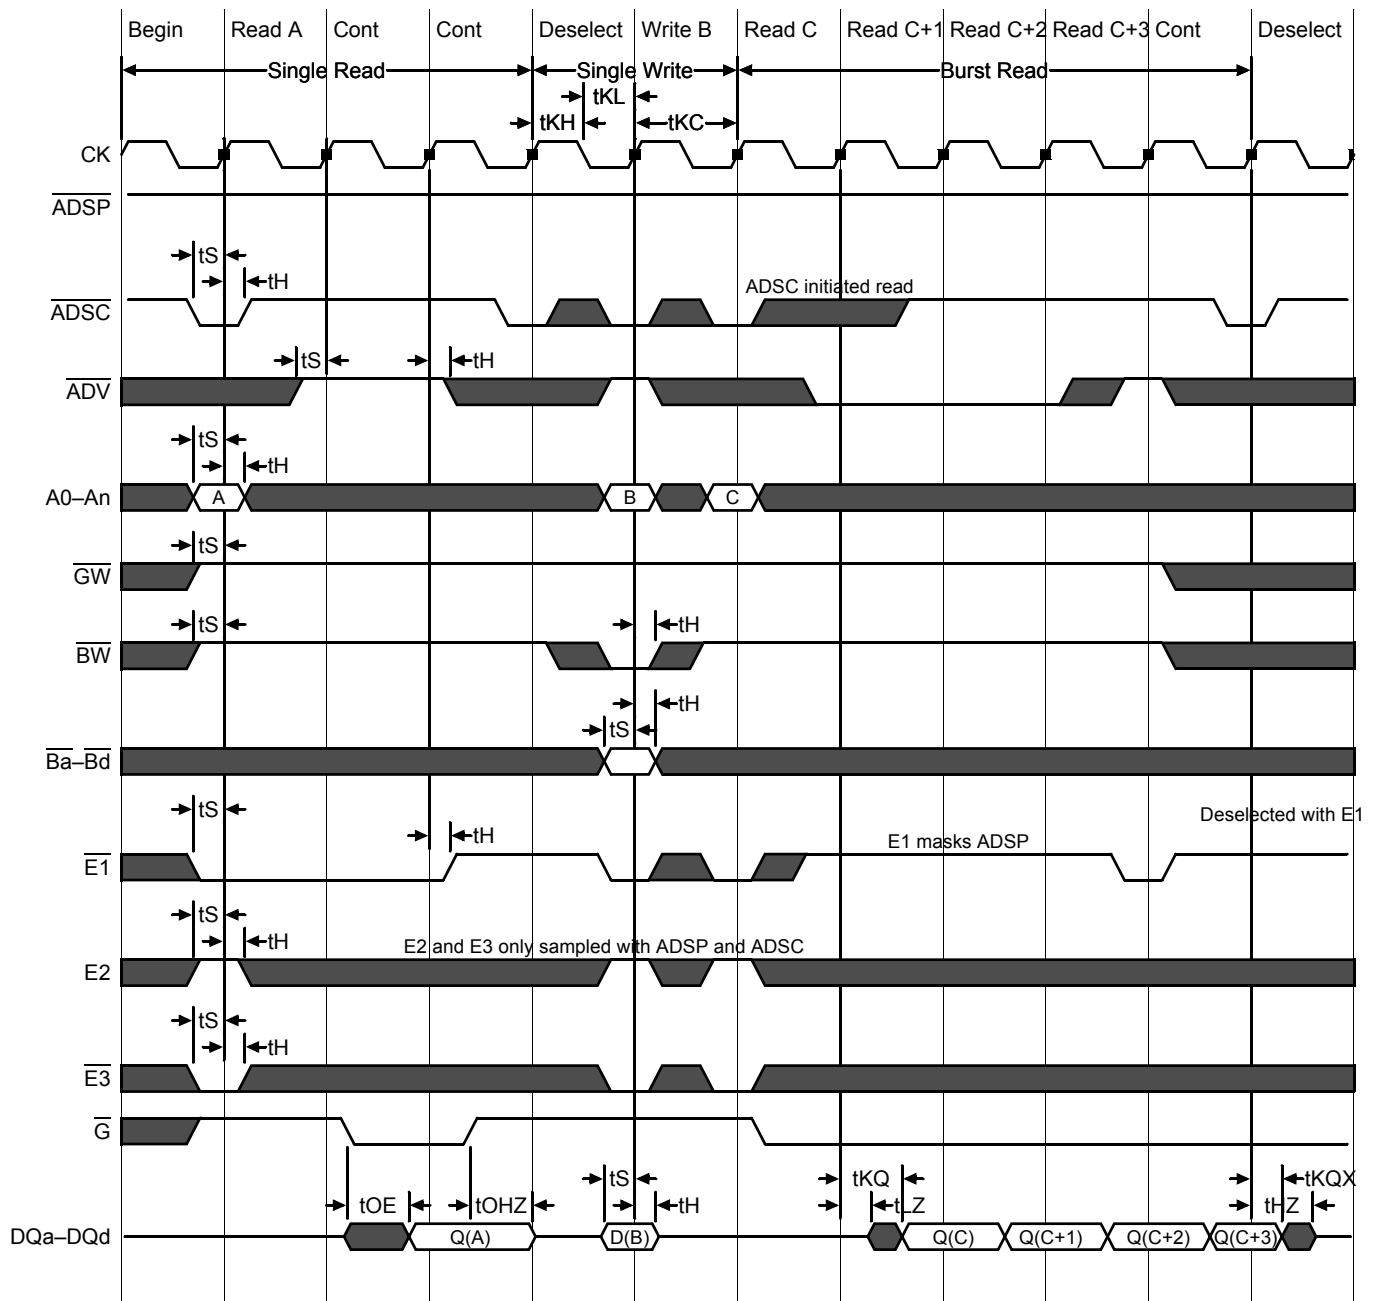 Begin Read A Cont Cont Deselect Write B Read C Read C+1 Read C+2 Read C+3 Cont Deselect
Single Read Single Write Burst Read
tKL
tKH tKC
CK
ADSP
tS
tH
ADSC initiated read
ADSC
tS tH
ADV
tS
tH
A0–An A B C
tS
GW
tS tH
BW
tH
tS
Ba–Bd
tS
Deselected with E1
tH E1 masks ADSP
E1
tS
tH E2 and E3 only sampled with ADSP and ADSC
E2
tS
tH
E3
G
tS tKQ tKQX
tOE tOHZ tH tLZ tHZ
DQa–DQd Q(A) D(B) Q(C) Q(C+1) Q(C+2) Q(C+3)